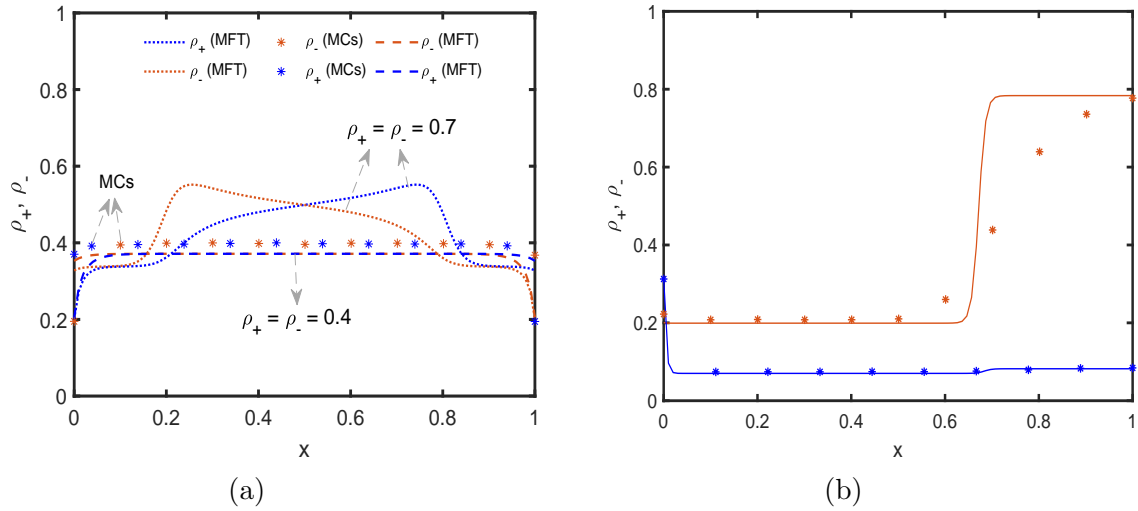 1
0.8
0.6
0.4
0.2
0
ρ+, ρ-
ρ+ (MFT) ρ- (MCs) ρ- (MFT)
ρ- (MFT) ρ+ (MCs) ρ+ (MFT)
ρ+ = ρ- = 0.7
MCs
ρ+ = ρ- = 0.4
0 0.2 0.4 0.6 0.8 1
x
(a)
1
0.8
0.6
0.4
0.2
0
ρ+, ρ-
0 0.2 0.4 0.6 0.8 1
x
(b)